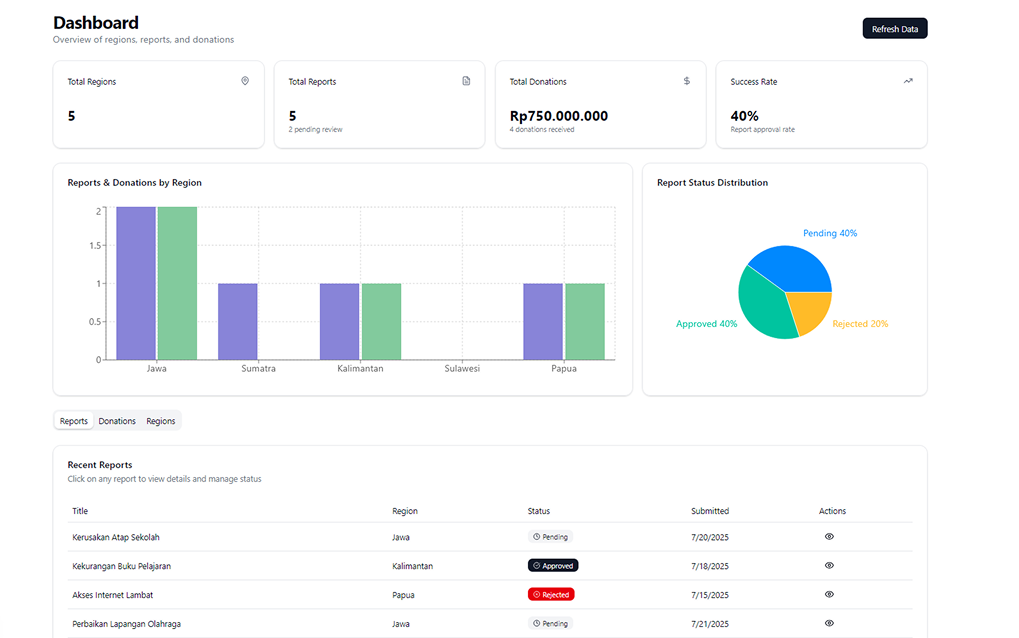 Dashboard
Overview of regions, reports, and donations
Refresh Data
Total Regions
5
Total Reports
5
2 pending review
Total Donations
Rp750.000.000
4 donations received
Success Rate
40%
Report approval rate
Reports & Donations by Region
2
1.5
1
0.5
0
Jawa Sumatra Kalimantan Sulawesi Papua
Report Status Distribution
Pending 40%
Approved 40%
Rejected 20%
Reports Donations Regions
Recent Reports
Click on any report to view details and manage status
Title Region Status Submitted Actions
Kerusakan Atap Sekolah Jawa Pending 7/20/2025
Kekurangan Buku Pelajaran Kalimantan Approved 7/18/2025
Akses Internet Lambat Papua Rejected 7/15/2025
Perbaikan Lapangan Olahraga Jawa Pending 7/21/2025